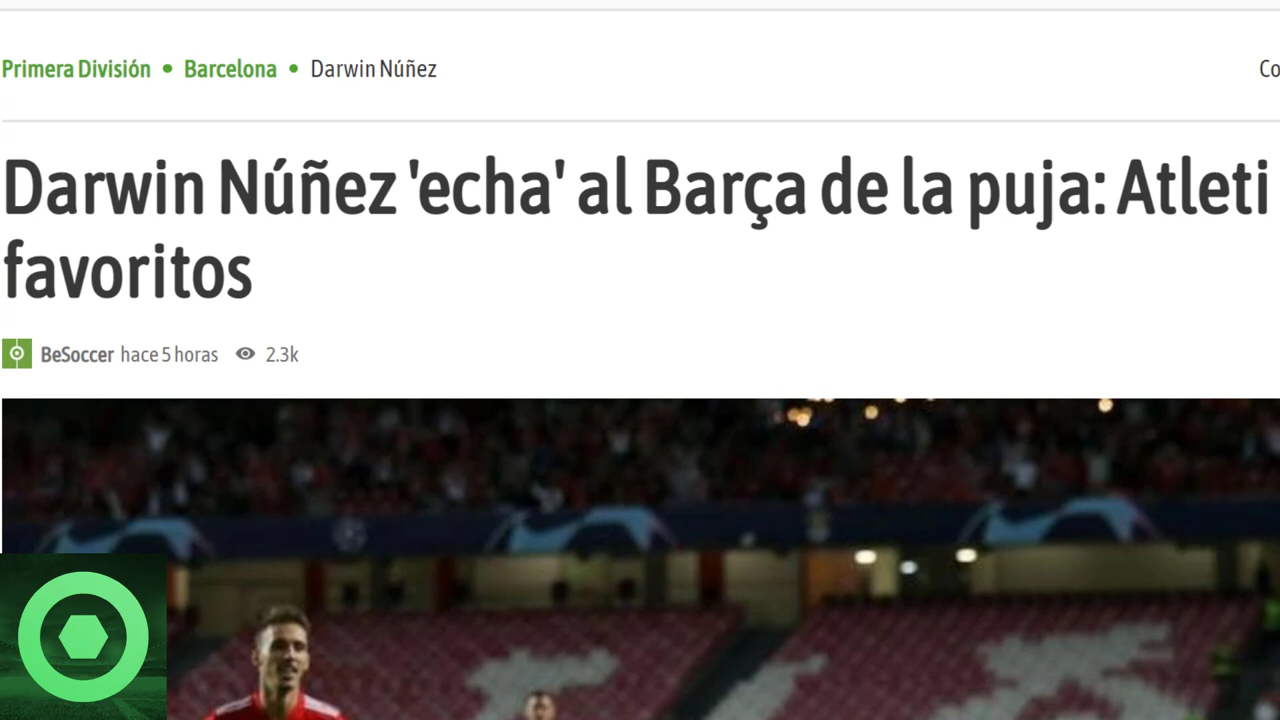 Primera División • Barcelona • Darwin Núñez
Co
Darwin Núñez 'echa' al Barça de la puja: Atleti
favoritos
BeSoccer hace 5 horas 2.3k